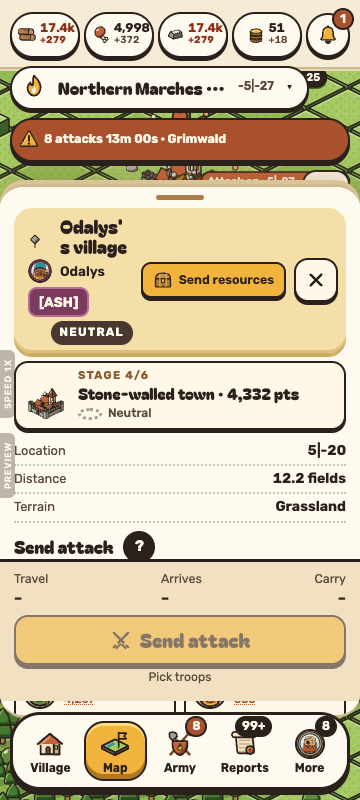 17.4k
+279
4,998
+372
17.4k
+279
51
+18
1
Northern Marches ••• -5|-27 ▾
25
8 attacks 13m 00s · Grimwald
Odalys'
s village
Odalys
[ASH]
NEUTRAL
Send resources
SPEED 1X
STAGE 4/6
Stone-walled town · 4,332 pts
Neutral
PREVIEW
Location 5|-20
Distance 12.2 fields
Terrain Grassland
Send attack ?
Travel Arrives Carry
– – –
Send attack
Pick troops
Village
Map
8
Army
99+
Reports
8
More